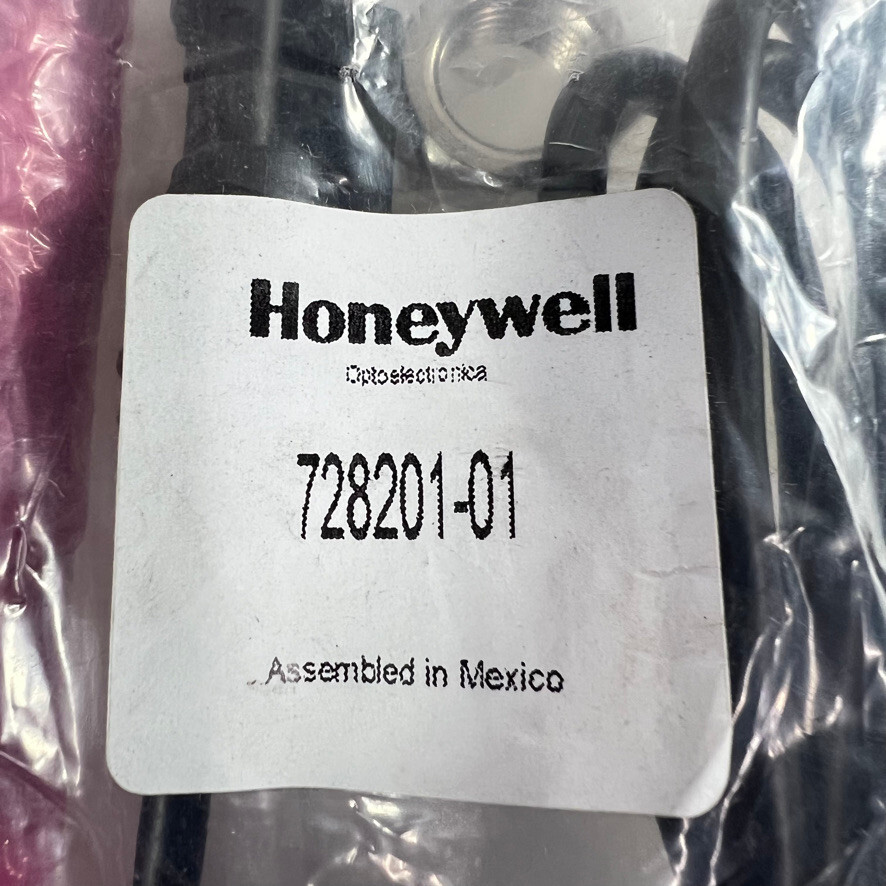 Honeywell
Optoelectronics
728201-01
Assembled in Mexico